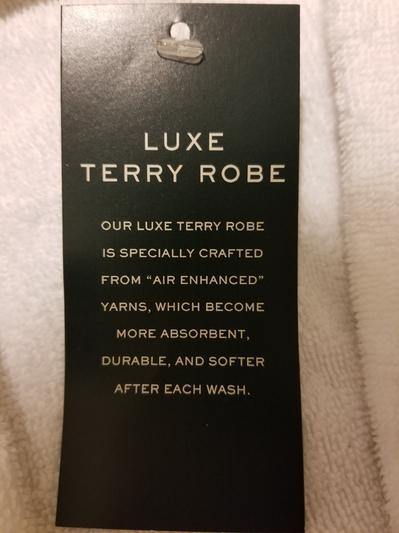 LUXE
TERRY ROBE
OUR LUXE TERRY ROBE
IS SPECIALLY CRAFTED
FROM “AIR ENHANCED”
YARNS, WHICH BECOME
MORE ABSORBENT,
DURABLE, AND SOFTER
AFTER EACH WASH.